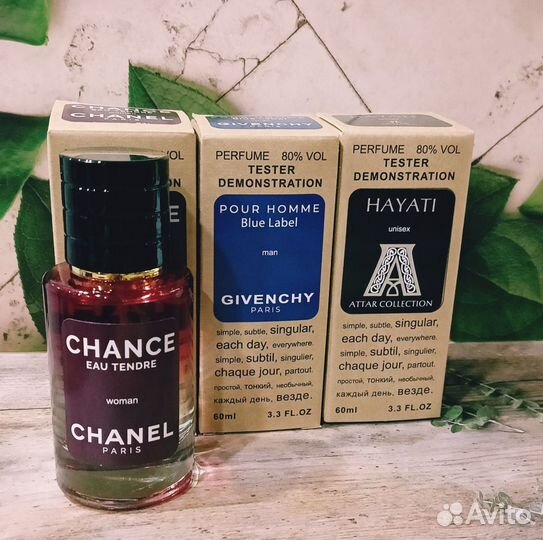 CHANCE
CHANEL
CHANCE
EAU TENDRE
woman
CHANEL
PARIS
GIVENCHY
PERFUME 80% VOL
TESTER
DEMONSTRATION
POUR HOMME
Blue Label
man
GIVENCHY
PARIS
simple, subtle, singular,
each day, everywhere.
simple, subtil, singulier,
chaque jour, partout.
простой, тонкий, необычный,
каждый день, везде.
60ml 3.3 FL.OZ
PERFUME 80% VOL
TESTER
DEMONSTRATION
HAYATI
unisex
ATTAR COLLECTION
simple, subtle, singular,
each day, everywhere.
simple, subtil, singulier,
chaque jour, partout.
простой, тонкий, необычный,
каждый день, везде.
60ml 3.3 FL.OZ
Avito